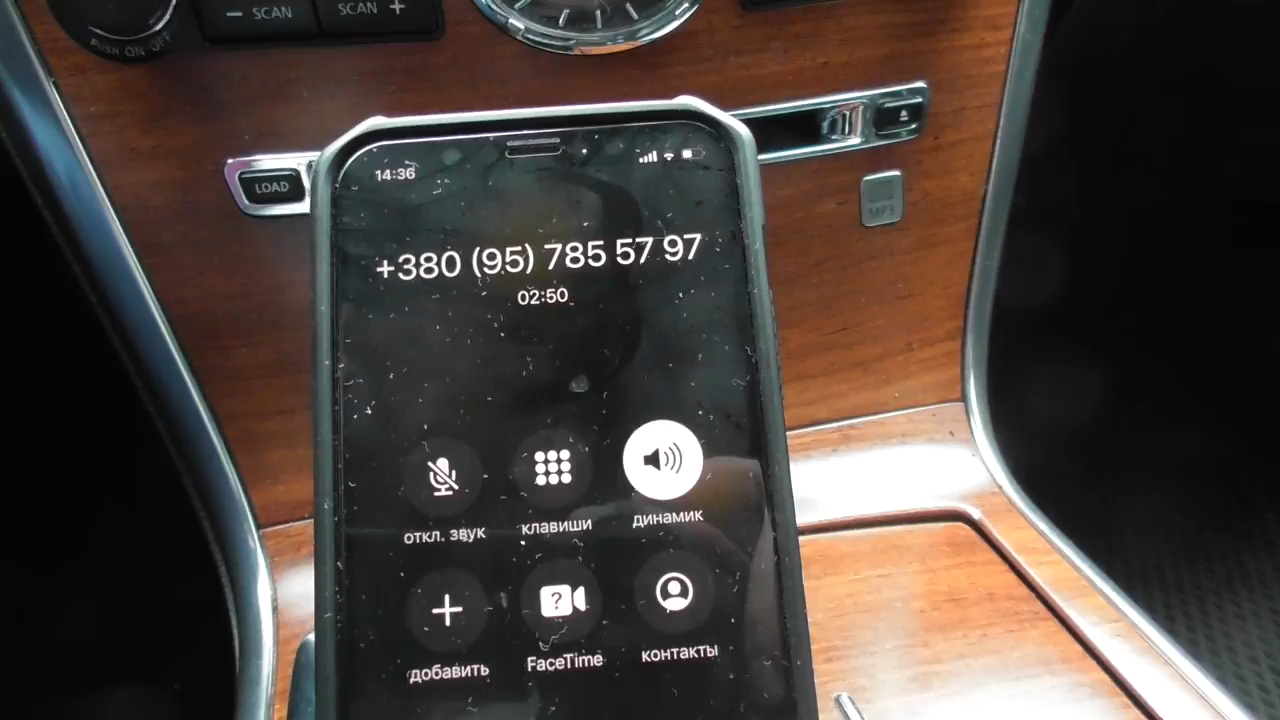 − SCAN
SCAN +
PUSH ON·OFF
LOAD
MP3
14:36
+380 (95) 785 57 97
02:50
откл. звук
клавиши
динамик
добавить
FaceTime
контакты